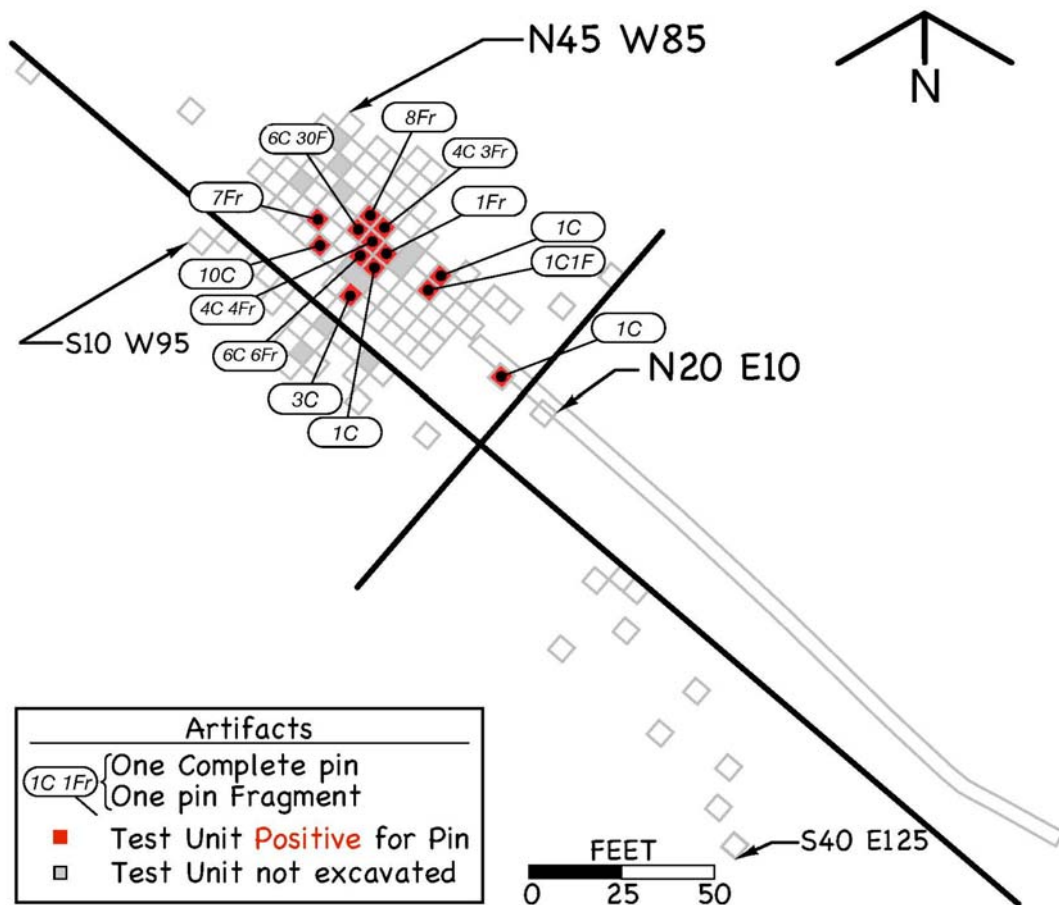 N45 W85
N
8Fr
6C 30F
4C 3Fr
7Fr
1Fr
1C
10C
1C1F
4C 4Fr
1C
S10 W95
6C 6Fr
N20 E10
3C
1C
Artifacts
1C 1Fr
One Complete pin
One pin Fragment
Test Unit Positive for Pin
Test Unit not excavated
FEET
0 25 50
S40 E125